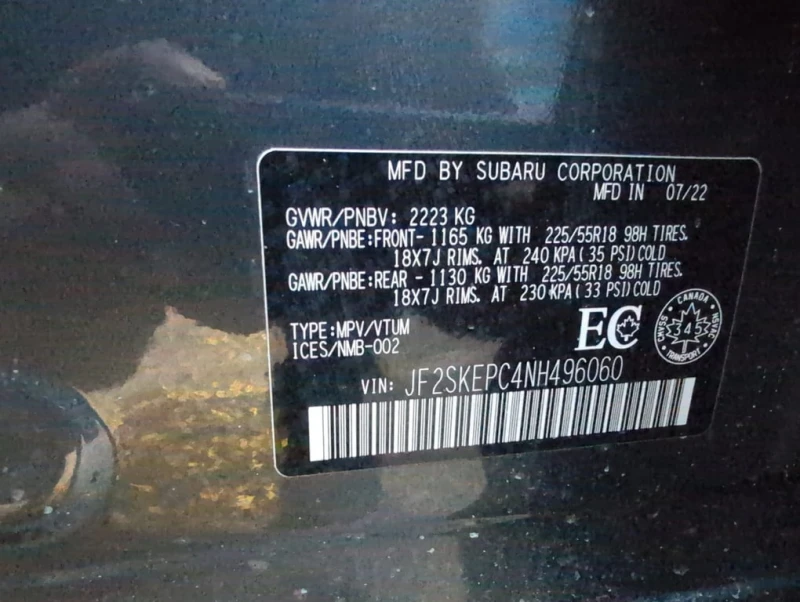 MFD BY SUBARU CORPORATION
MFD IN 07/22
GVWR/PNBV: 2223 KG
GAWR/PNBE:FRONT- 1165 KG WITH 225/55R18 98H TIRES.
18X7J RIMS. AT 240 KPA (35 PSI) COLD
GAWR/PNBE:REAR - 1130 KG WITH 225/55R18 98H TIRES.
18X7J RIMS. AT 230 KPA (33 PSI) COLD
TYPE:MPV/VTUM
ICES/NMB-002
EC
CANADA
CMVSS 345 NSVAC
TRANSPORT
VIN: JF2SKEPC4NH496060